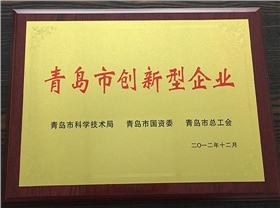 青岛市创新型企业
青岛市科学技术局 青岛市国资委 青岛市总工会
二〇一二年十二月